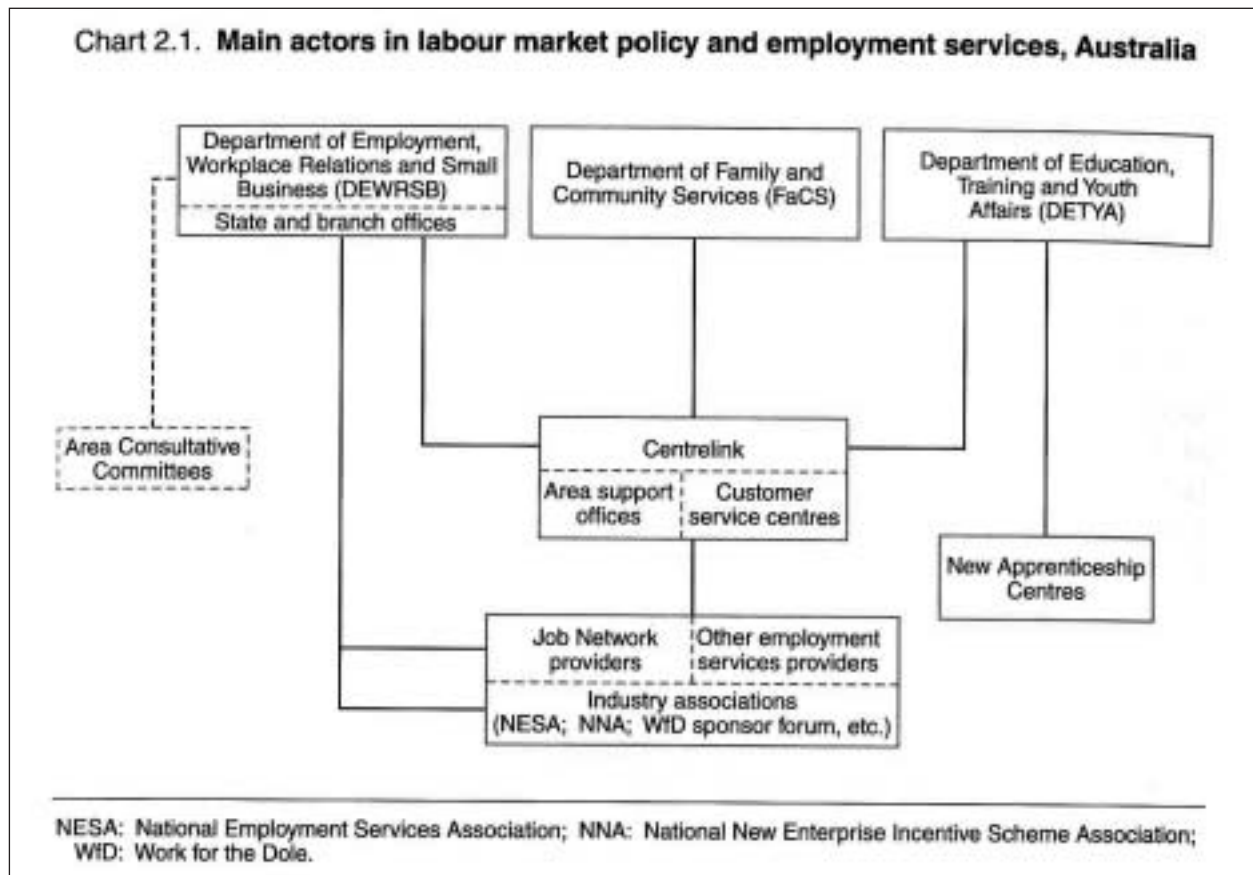 Chart 2.1. Main actors in labour market policy and employment services, Australia
Department of Employment,
Workplace Relations and Small
Business (DEWRSB)
State and branch offices
Department of Family and
Community Services (FaCS)
Department of Education,
Training and Youth
Affairs (DETYA)
Area Consultative
Committees
Centrelink
Area support
offices
Customer
service centres
New Apprenticeship
Centres
Job Network
providers
Other employment
services providers
Industry associations
(NESA; NNA; WfD sponsor forum, etc.)
NESA: National Employment Services Association; NNA: National New Enterprise Incentive Scheme Association;
WfD: Work for the Dole.